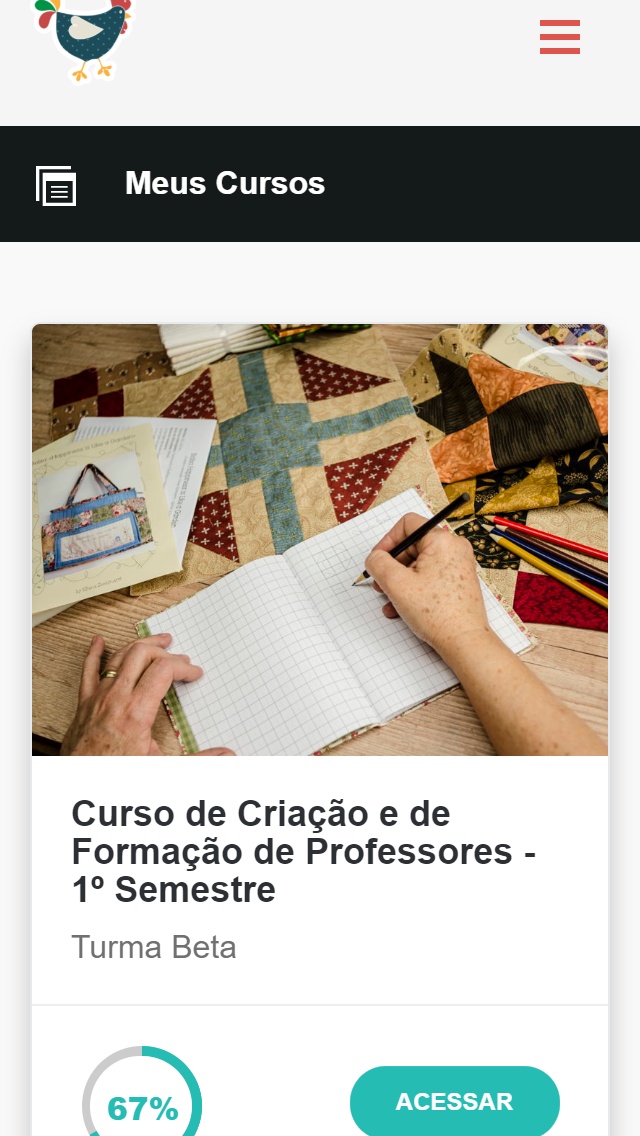 Meus Cursos
Curso de Criação e de
Formação de Professores -
1º Semestre
Turma Beta
67%
ACESSAR